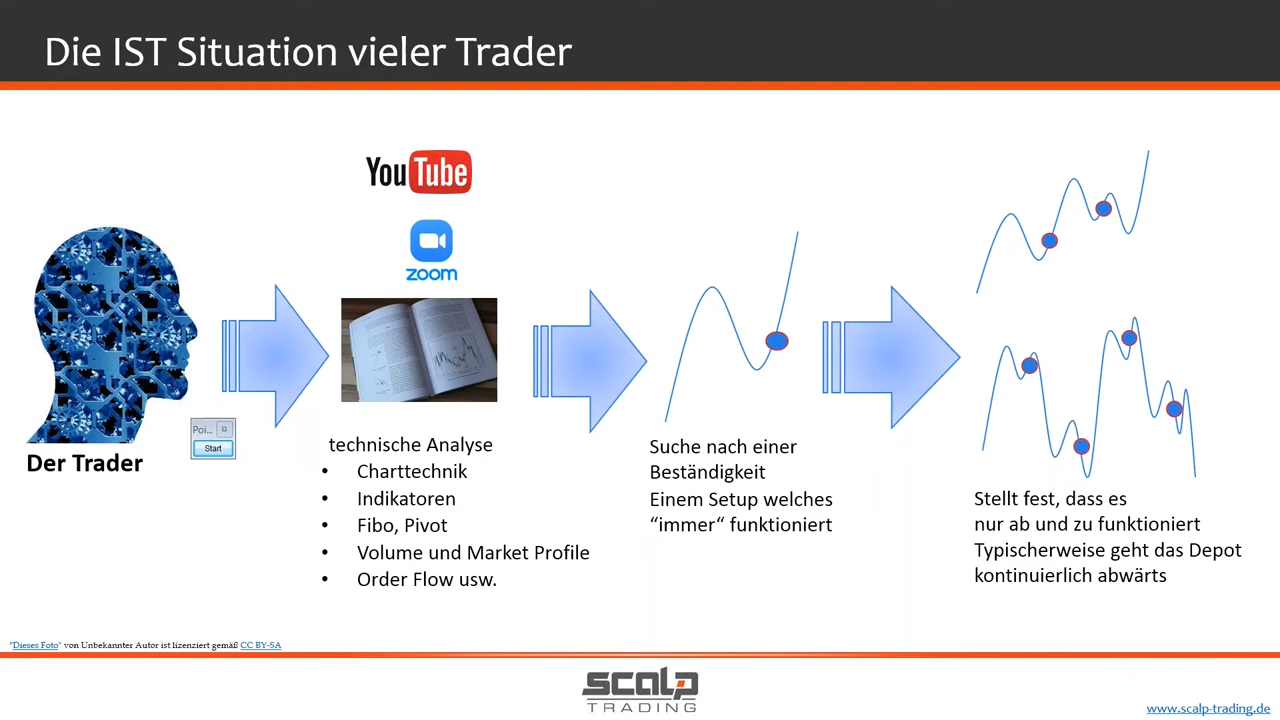 Die IST Situation vieler Trader
YouTube
zoom
Poi...
Start
Der Trader
technische Analyse
• Charttechnik
• Indikatoren
• Fibo, Pivot
• Volume und Market Profile
• Order Flow usw.
Suche nach einer
Beständigkeit
Einem Setup welches
“immer“ funktioniert
Stellt fest, dass es
nur ab und zu funktioniert
Typischerweise geht das Depot
kontinuierlich abwärts
"Dieses Foto" von Unbekannter Autor ist lizenziert gemäß CC BY-SA
scalp
TRADING
www.scalp-trading.de